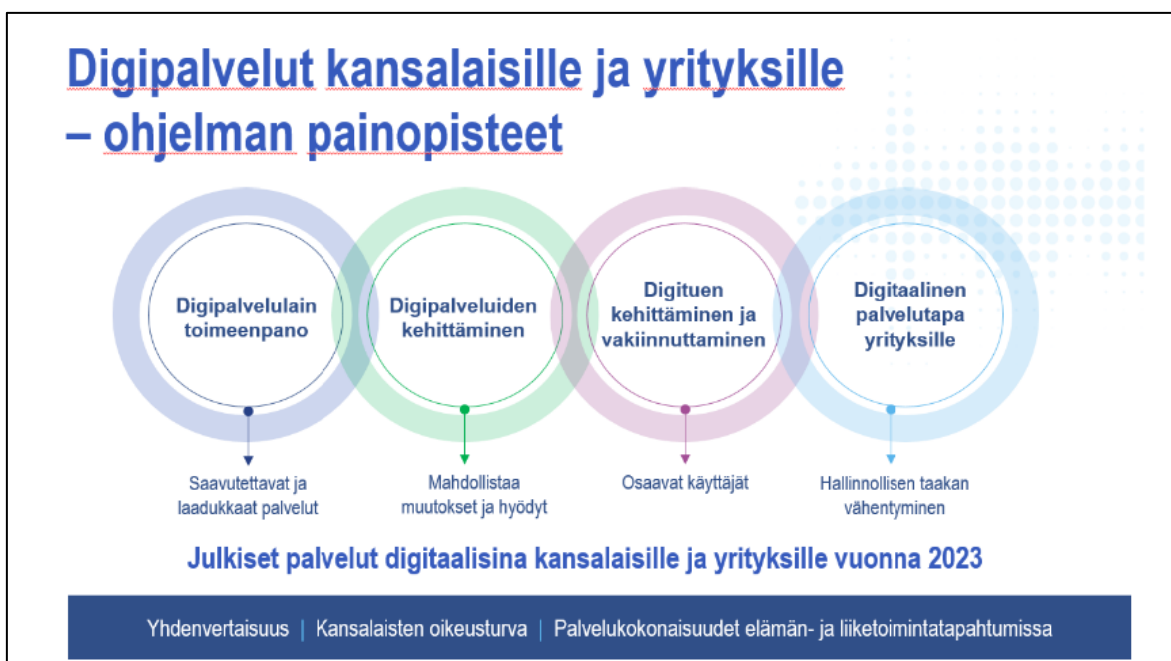 Digipalvelut kansalaisille ja yrityksille
– ohjelman painopisteet
Digipalvelulain
toimeenpano
Digipalveluiden
kehittäminen
Digituen
kehittäminen ja
vakiinnuttaminen
Digitaalinen
palvelutapa
yrityksille
Saavutettavat ja
laadukkaat palvelut
Mahdollistaa
muutokset ja hyödyt
Osaavat käyttäjät
Hallinnollisen taakan
vähentyminen
Julkiset palvelut digitaalisina kansalaisille ja yrityksille vuonna 2023
Yhdenvertaisuus | Kansalaisten oikeusturva | Palvelukokonaisuudet elämän- ja liiketoimintatapahtumissa